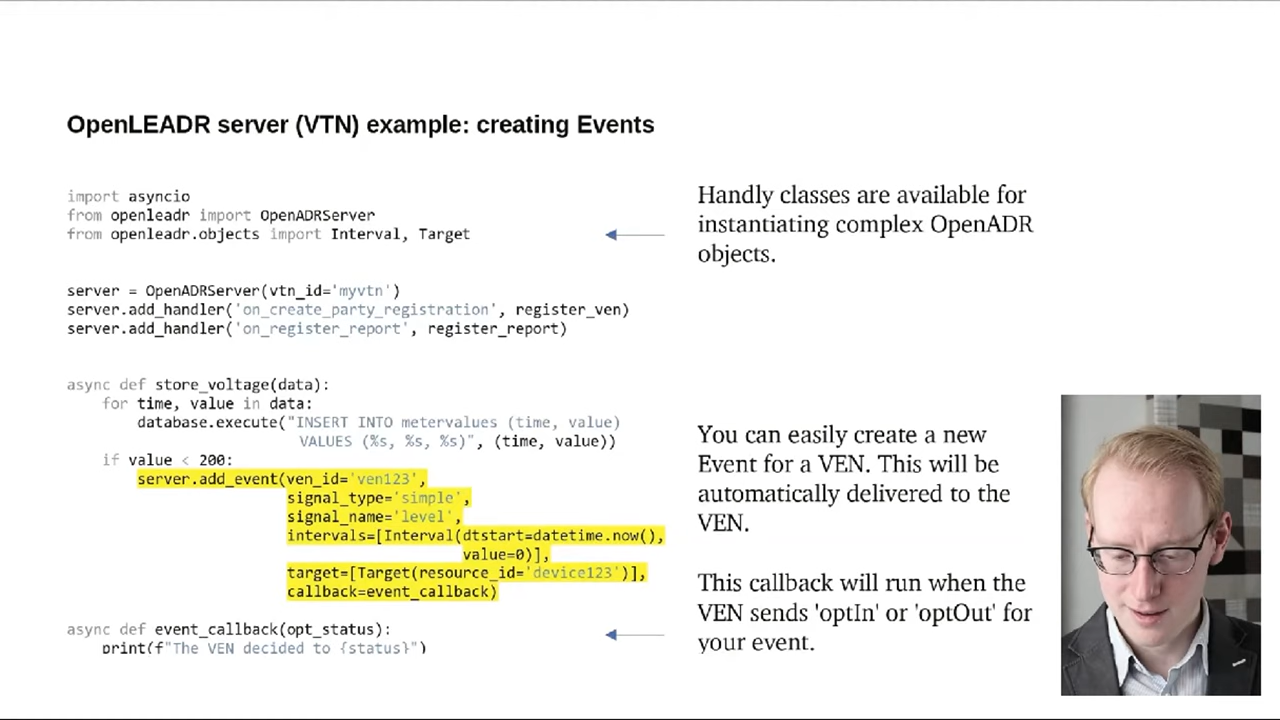 OpenLEADR server (VTN) example: creating Events
import asyncio
from openleadr import OpenADRServer
from openleadr.objects import Interval, Target
Handly classes are available for
instantiating complex OpenADR
objects.
server = OpenADRServer(vtn_id='myvtn')
server.add_handler('on_create_party_registration', register_ven)
server.add_handler('on_register_report', register_report)
async def store_voltage(data):
    for time, value in data:
        database.execute("INSERT INTO metervalues (time, value)
                          VALUES (%s, %s, %s)", (time, value))
    if value < 200:
        server.add_event(ven_id='ven123',
                         signal_type='simple',
                         signal_name='level',
                         intervals=[Interval(dtstart=datetime.now(),
                                             value=0)],
                         target=[Target(resource_id='device123')],
                         callback=event_callback)
You can easily create a new
Event for a VEN. This will be
automatically delivered to the
VEN.
async def event_callback(opt_status):
    print(f"The VEN decided to {status}")
This callback will run when the
VEN sends 'optIn' or 'optOut' for
your event.